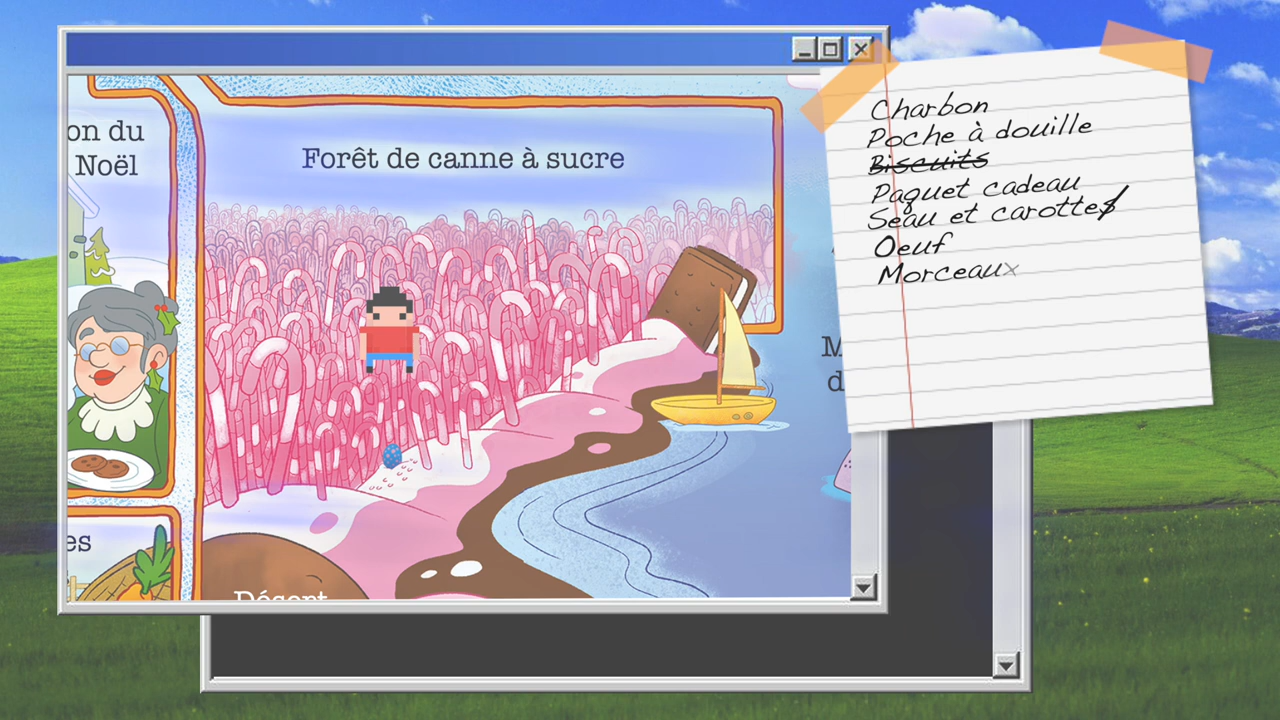 on du
Noël
Forêt de canne à sucre
es
Désert
M
d
Charbon
Poche à douille
Biscuits
Paquet cadeau
Seau et carottes
Oeuf
Morceaux